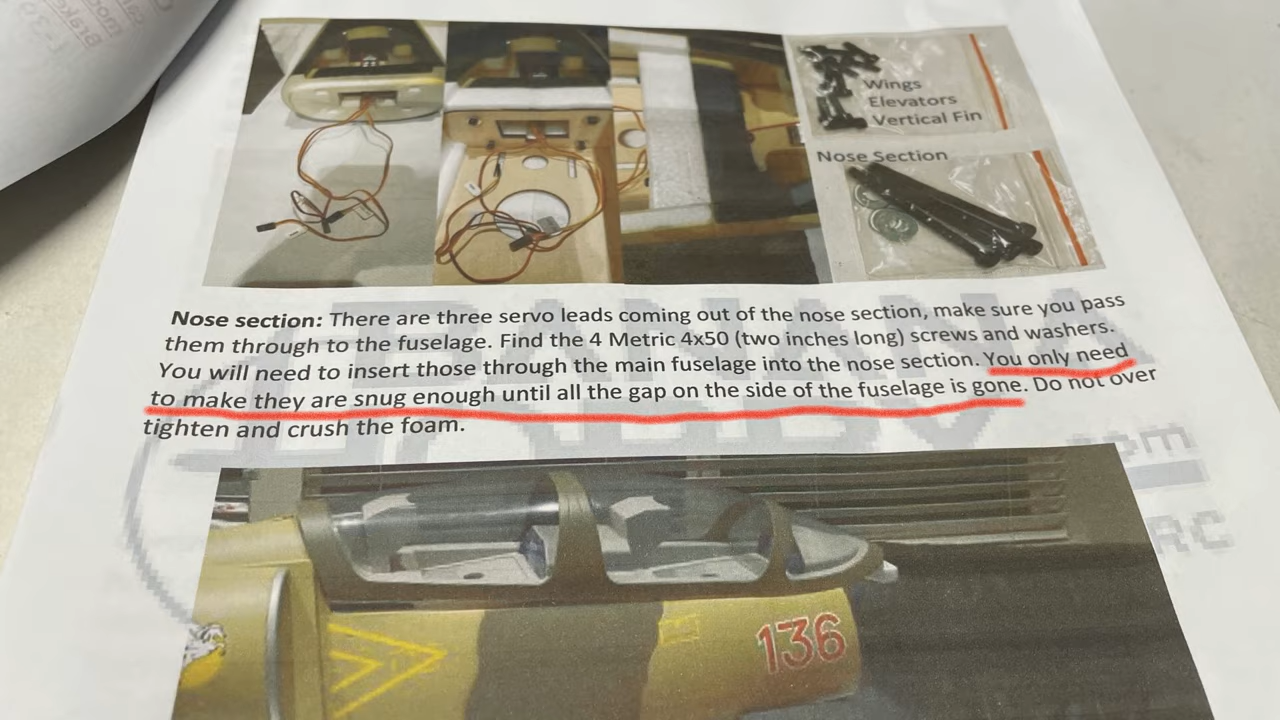 Wings
Elevators
Vertical Fin
Nose Section
Nose section: There are three servo leads coming out of the nose section, make sure you pass
them through to the fuselage. Find the 4 Metric 4x50 (two inches long) screws and washers.
You will need to insert those through the main fuselage into the nose section. You only need
to make they are snug enough until all the gap on the side of the fuselage is gone. Do not over
tighten and crush the foam.
BANANA
HOBBY
.com
RC
136